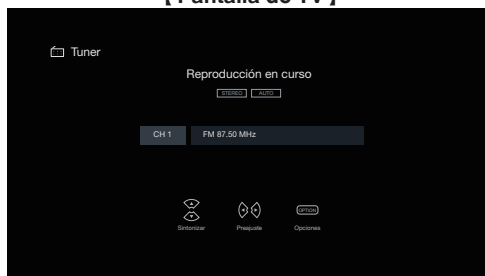 【Pantalla de TV】
Tuner
Reproducción en curso
STEREO AUTO
CH 1 FM 87.50 MHz
OPTION
Sintonizar Preajuste Opciones